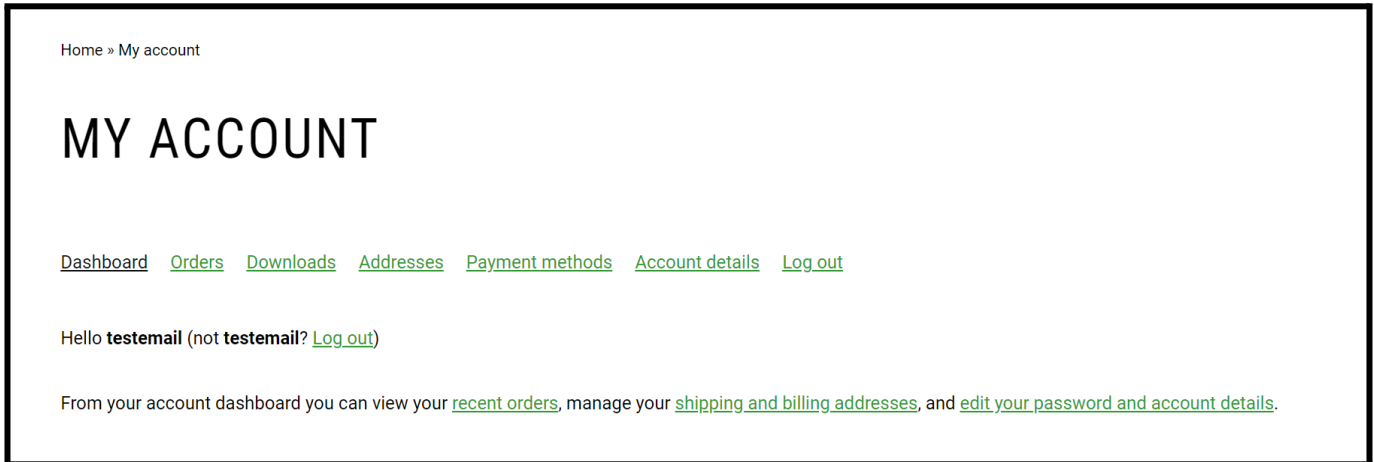 Home » My account
MY ACCOUNT
Dashboard Orders Downloads Addresses Payment methods Account details Log out
Hello testemail (not testemail? Log out)
From your account dashboard you can view your recent orders, manage your shipping and billing addresses, and edit your password and account details.